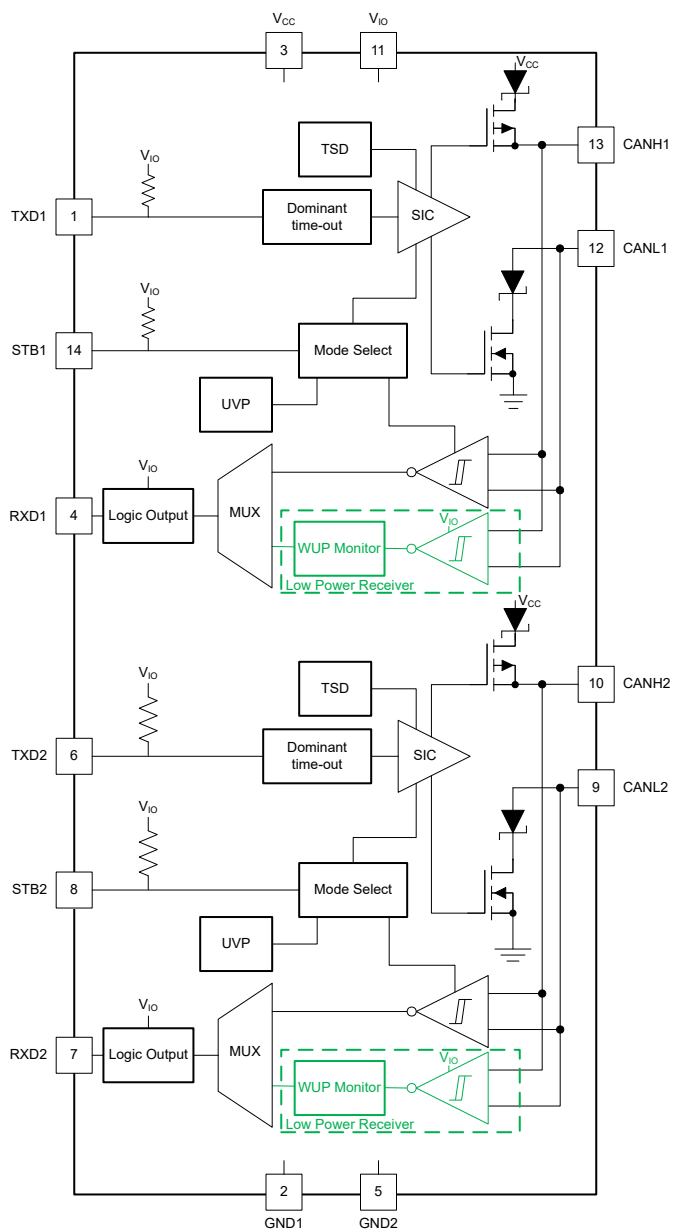 VCC VIO
3 11
VCC
TSD
13 CANH1
VIO
TXD1 1 Dominant time-out SIC
12 CANL1
VIO
STB1 14 Mode Select
UVP
VIO
RXD1 4 Logic Output MUX
VIO
WUP Monitor
Low Power Receiver
VCC
TSD
10 CANH2
VIO
TXD2 6 Dominant time-out SIC
9 CANL2
VIO
STB2 8 Mode Select
UVP
VIO
RXD2 7 Logic Output MUX
VIO
WUP Monitor
Low Power Receiver
2 5
GND1 GND2